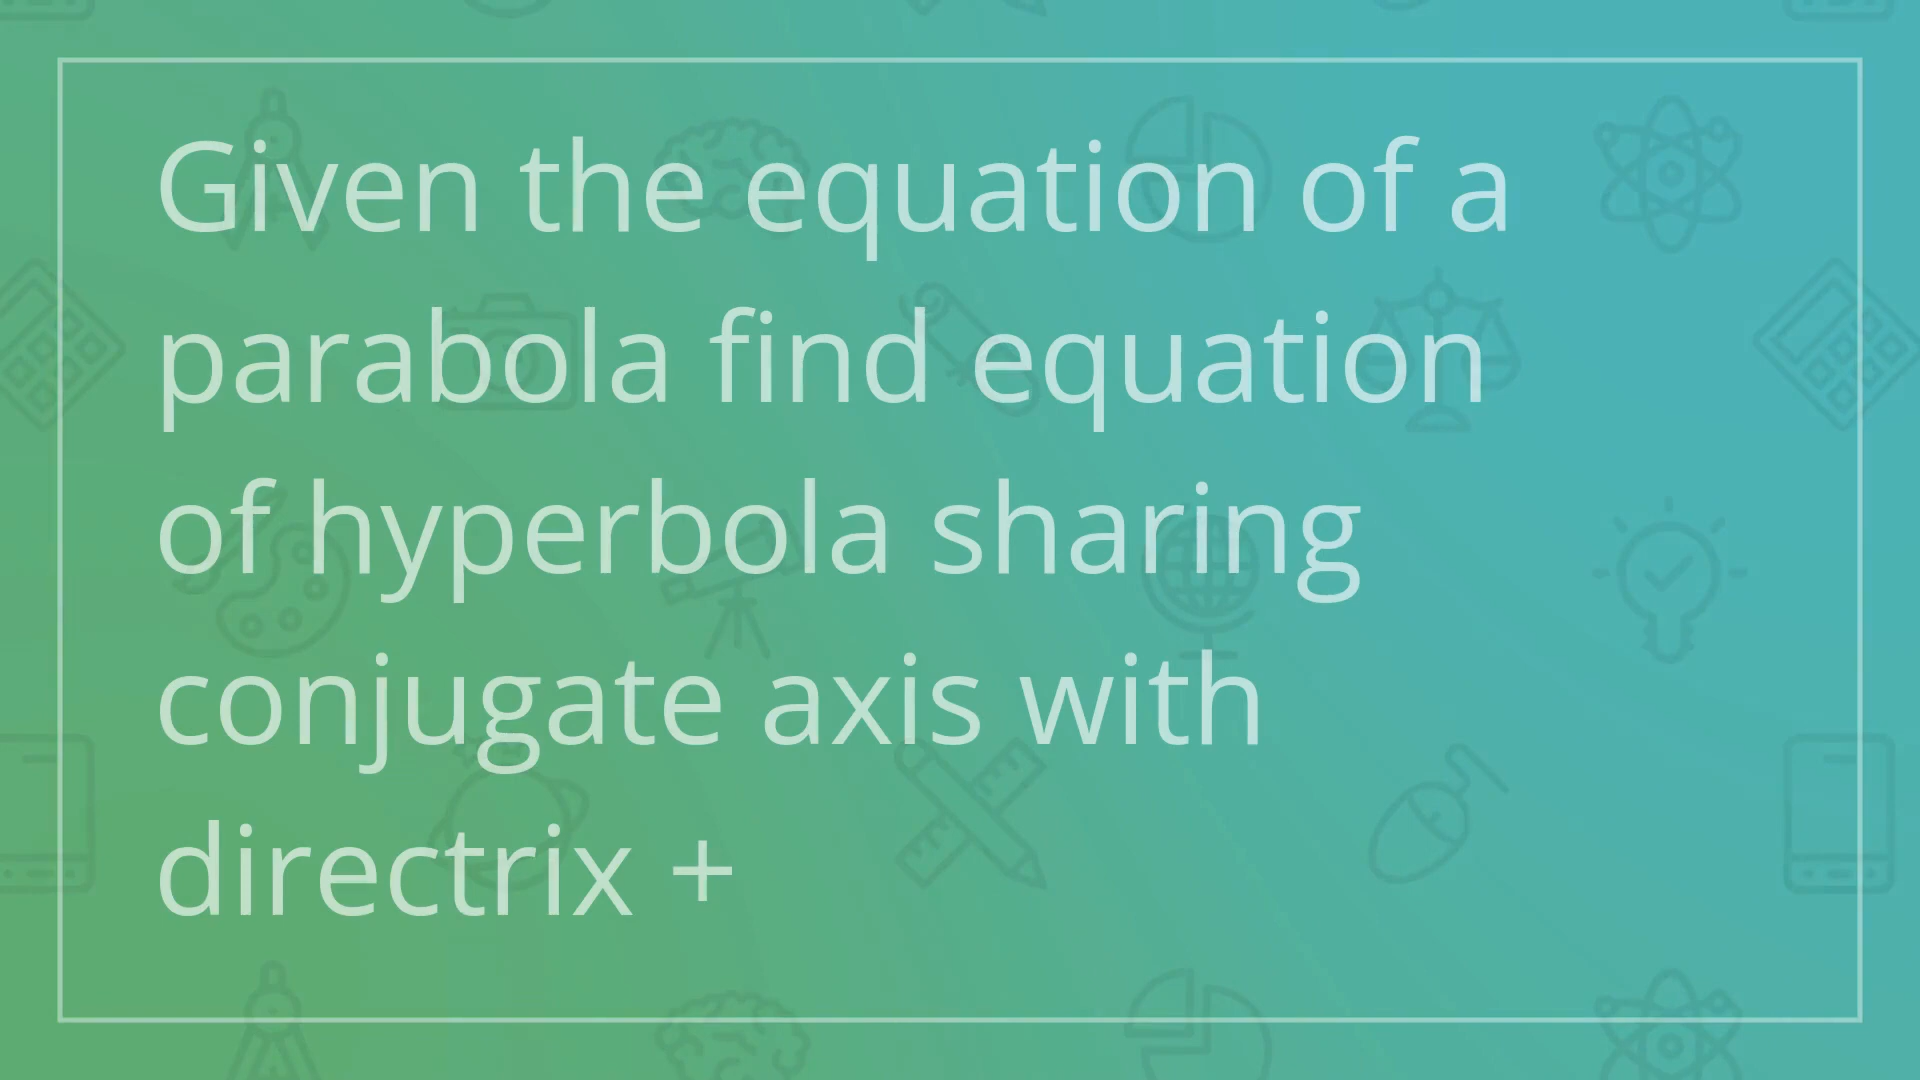 Given the equation of a
parabola find equation
of hyperbola sharing
conjugate axis with
directrix +